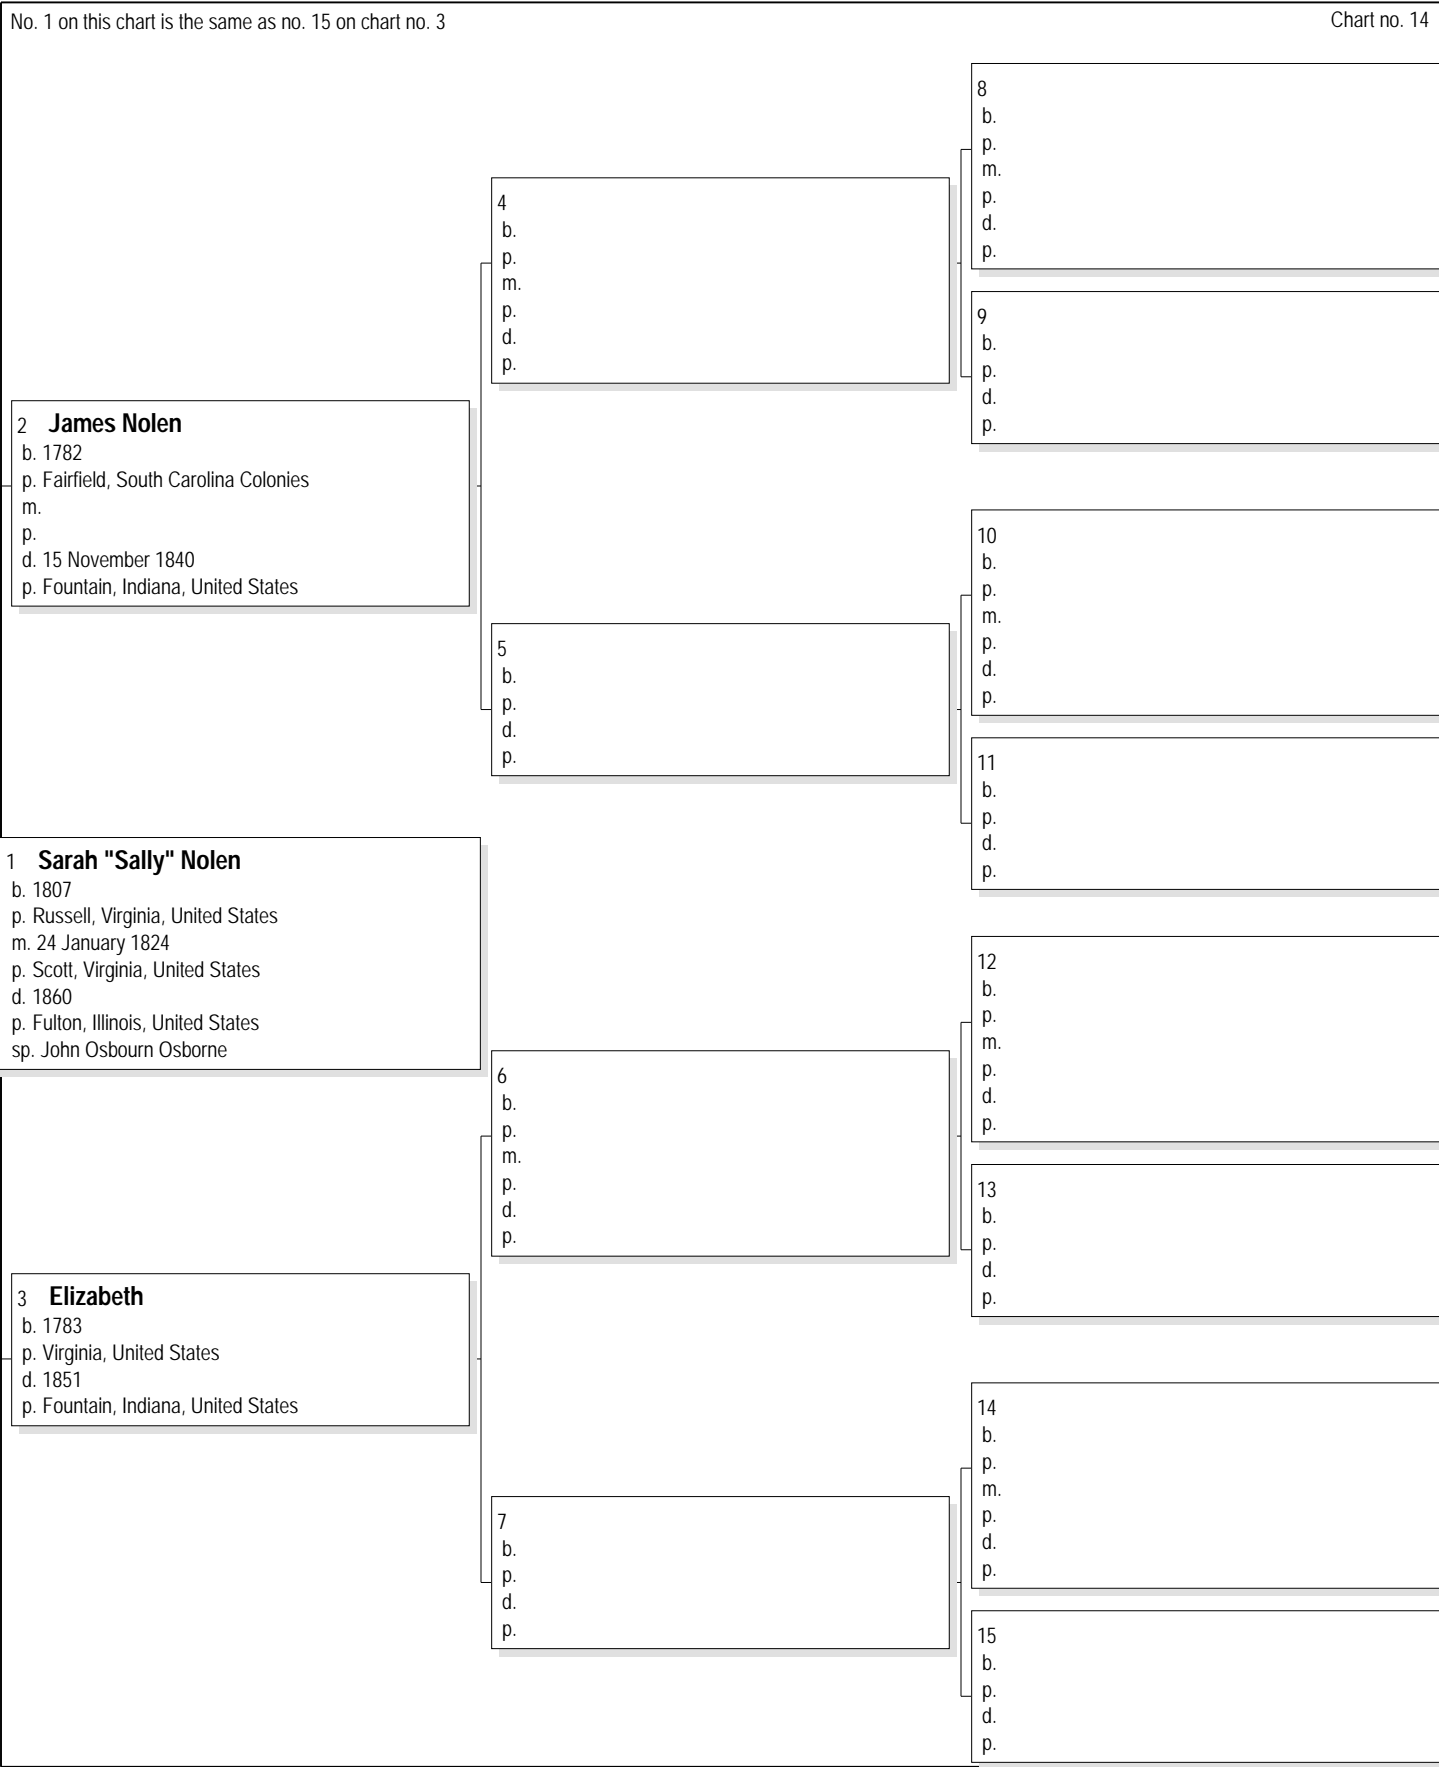 No. 1 on this chart is the same as no. 15 on chart no. 3
Chart no. 14
8
b.
p.
m.
p.
d.
p.
4
b.
p.
m.
p.
d.
p.
9
b.
p.
d.
p.
2 James Nolen
b. 1782
p. Fairfield, South Carolina Colonies
m.
p.
d. 15 November 1840
p. Fountain, Indiana, United States
10
b.
p.
m.
p.
d.
p.
5
b.
p.
d.
p.
11
b.
p.
d.
p.
1 Sarah "Sally" Nolen
b. 1807
p. Russell, Virginia, United States
m. 24 January 1824
p. Scott, Virginia, United States
d. 1860
p. Fulton, Illinois, United States
sp. John Osbourn Osborne
12
b.
p.
m.
p.
d.
p.
6
b.
p.
m.
p.
d.
p.
13
b.
p.
d.
p.
3 Elizabeth
b. 1783
p. Virginia, United States
d. 1851
p. Fountain, Indiana, United States
14
b.
p.
m.
p.
d.
p.
7
b.
p.
d.
p.
15
b.
p.
d.
p.